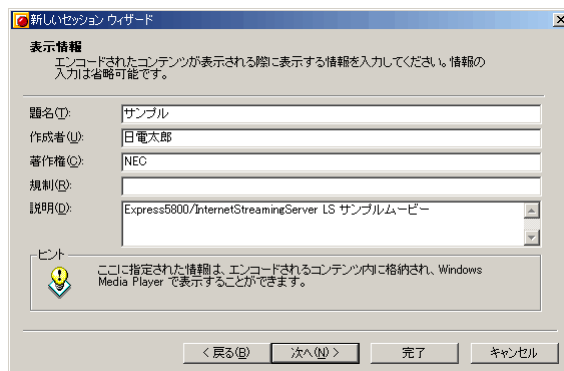 新しいセッション ウィザード
表示情報
エンコードされたコンテンツが表示される際に表示する情報を入力してください。情報の
入力は省略可能です。
題名(T): サンプル
作成者(U): 日電太郎
著作権(C): NEC
規制(R):
説明(D): Express5800/InternetStreamingServer LS サンプルムービー
ヒント
ここに指定された情報は、エンコードされるコンテンツ内に格納され、Windows
Media Player で表示することができます。
< 戻る(B) 次へ(N) > 完了 キャンセル